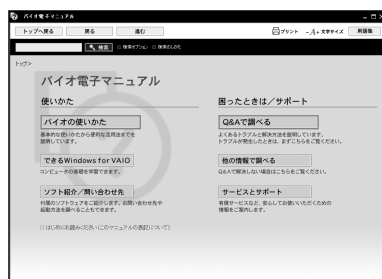 バイオ電子マニュアル
トップへ戻る 戻る 進む プリント -A+ 文字サイズ 用語集
検索 検索オプション 検索のしかた
トップ>
バイオ電子マニュアル
使いかた
バイオの使いかた
基本的な使いかたから便利な活用までを
説明しています。
できるWindows for VAIO
コンピュータの基礎を学習できます。
ソフト紹介／問い合わせ先
付属のソフトウェアをご紹介します。お問い合わせ先や
起動方法を調べることもできます。
はじめにお読みください(このマニュアルの表記について)
困ったときは／サポート
Q&Aで調べる
よくあるトラブルと解決方法を説明しています。
トラブルが発生したときは、まずこちらをご覧ください。
他の情報で調べる
Q&Aで解決しない場合はこちらをご覧ください。
サービスとサポート
有償サービスなど、安心してお使いいただくための
情報をご案内します。